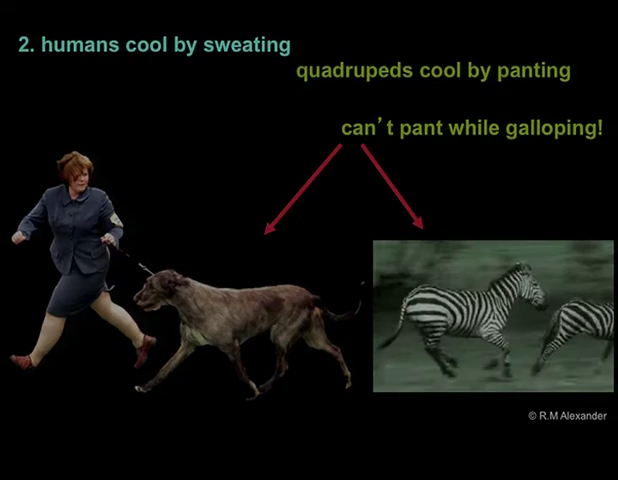 2. humans cool by sweating
quadrupeds cool by panting
can't pant while galloping!
© R.M Alexander